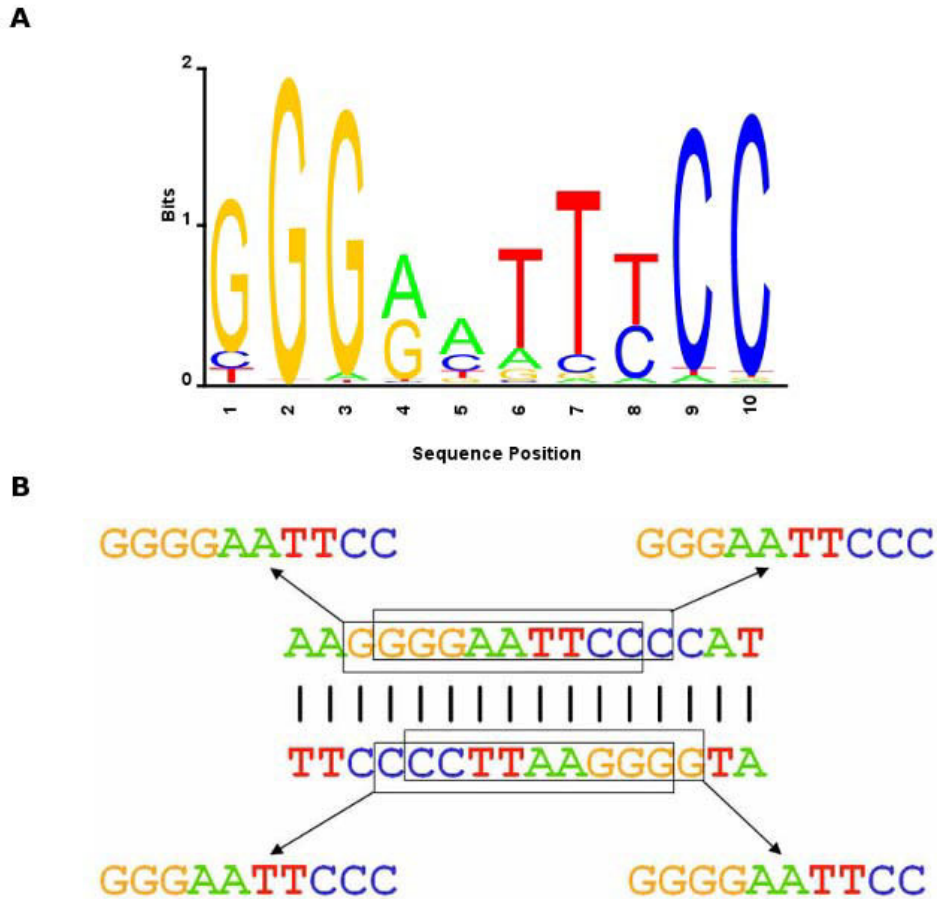 A
2
Bits
1
0
G G G A A T T T C C
1 2 3 4 5 6 7 8 9 10
Sequence Position
B
GGGGAATTCC GGGAATTCCC
AAGGGGAATTCCCCAT
TTCCCCTTAAGGGGTA
GGGAATTCCC GGGGAATTCC